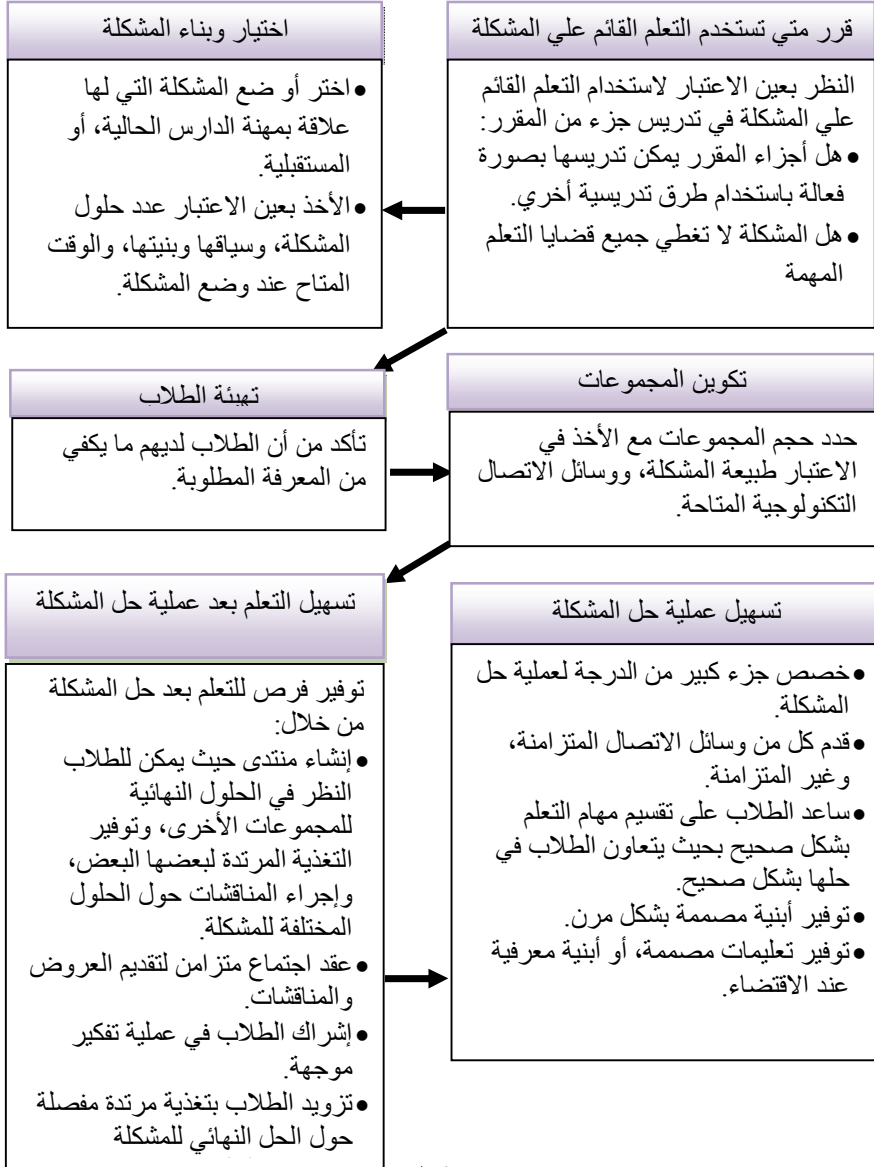 قرر متي تستخدم التعلم القائم علي المشكلة
النظر بعين الاعتبار لاستخدام التعلم القائم
علي المشكلة في تدريس جزء من المقرر:
•هل أجزاء المقرر يمكن تدريسها بصورة
فعالة باستخدام طرق تدريسية أخري.
•هل المشكلة لا تغطي جميع قضايا التعلم
المهمة
اختيار وبناء المشكلة
•اختر أو ضع المشكلة التي لها
علاقة بمهنة الدارس الحالية، أو
المستقبلية.
•الأخذ بعين الاعتبار عدد حلول
المشكلة، وسياقها وبنيتها، والوقت
المتاح عند وضع المشكلة.
تهيئة الطلاب
تأكد من أن الطلاب لديهم ما يكفي
من المعرفة المطلوبة.
تكوين المجموعات
حدد حجم المجموعات مع الأخذ في
الاعتبار طبيعة المشكلة، ووسائل الاتصال
التكنولوجية المتاحة.
تسهيل التعلم بعد عملية حل المشكلة
توفير فرص للتعلم بعد حل المشكلة
من خلال:
•إنشاء منتدى حيث يمكن للطلاب
النظر في الحلول النهائية
للمجموعات الأخرى، وتوفير
التغذية المرتدة لبعضها البعض،
وإجراء المناقشات حول الحلول
المختلفة للمشكلة.
•عقد اجتماع متزامن لتقديم العروض
والمناقشات.
•إشراك الطلاب في عملية تفكير
موجهة.
•تزويد الطلاب بتغذية مرتدة مفصلة
حول الحل النهائي للمشكلة
تسهيل عملية حل المشكلة
•خصص جزء كبير من الدرجة لعملية حل
المشكلة.
•قدم كل من وسائل الاتصال المتزامنة،
وغير المتزامنة.
•ساعد الطلاب على تقسيم مهام التعلم
بشكل صحيح بحيث يتعاون الطلاب في
حلها بشكل صحيح.
•توفير أبنية مصممة بشكل مرن.
•توفير تعليمات مصممة، أو أبنية معرفية
عند الاقتضاء.